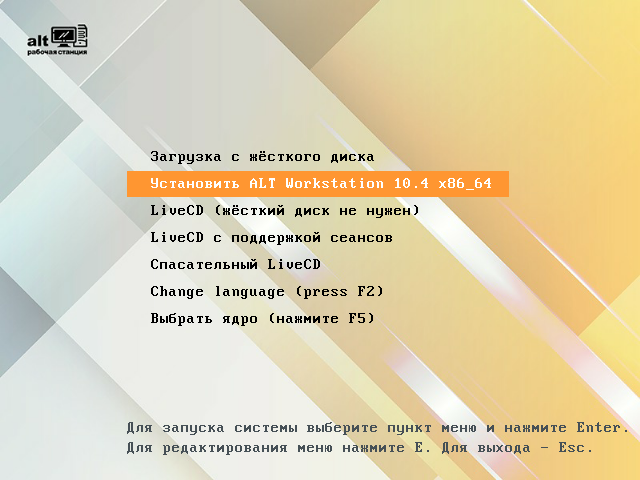 alt
рабочая станция
Загрузка с жёсткого диска
Установить ALT Workstation 10.4 x86_64
LiveCD (жёсткий диск не нужен)
LiveCD с поддержкой сеансов
Спасательный LiveCD
Change language (press F2)
Выбрать ядро (нажмите F5)
Для запуска системы выберите пункт меню и нажмите Enter.
Для редактирования меню нажмите E. Для выхода - Esc.